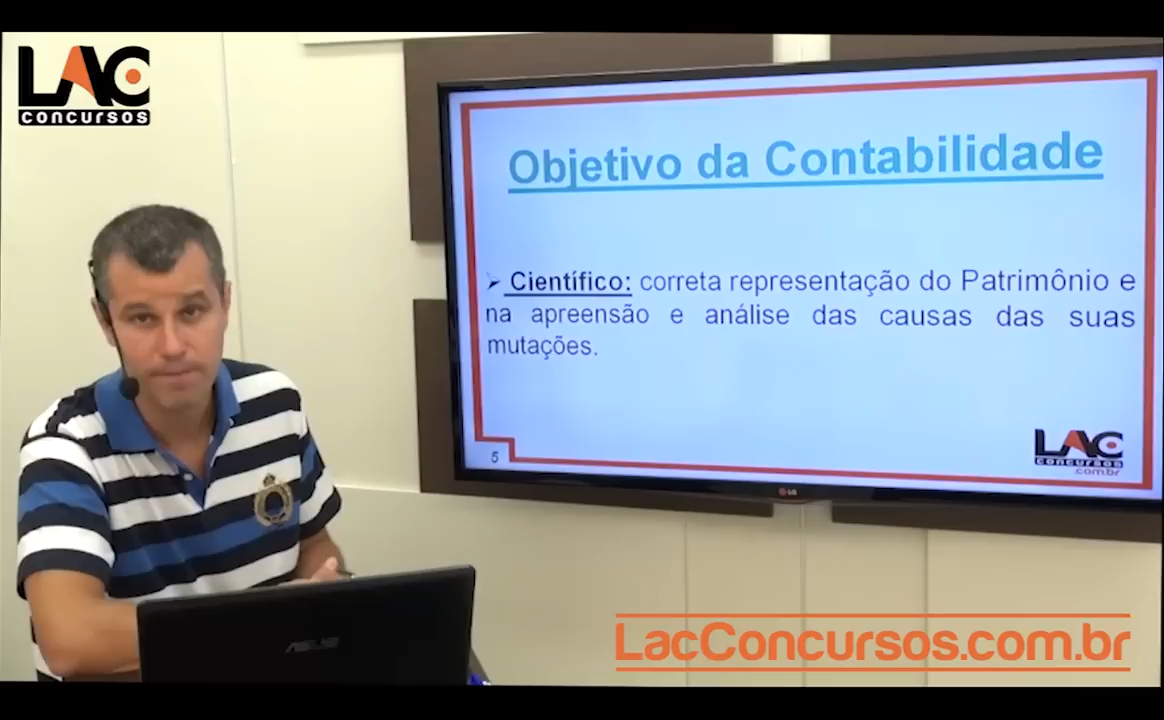 LAC
concursos
Objetivo da Contabilidade
➢ Científico: correta representação do Patrimônio e
na apreensão e análise das causas das suas
mutações.
5
LAC
concursos
.com.br
LG
ASUS
LacConcursos.com.br